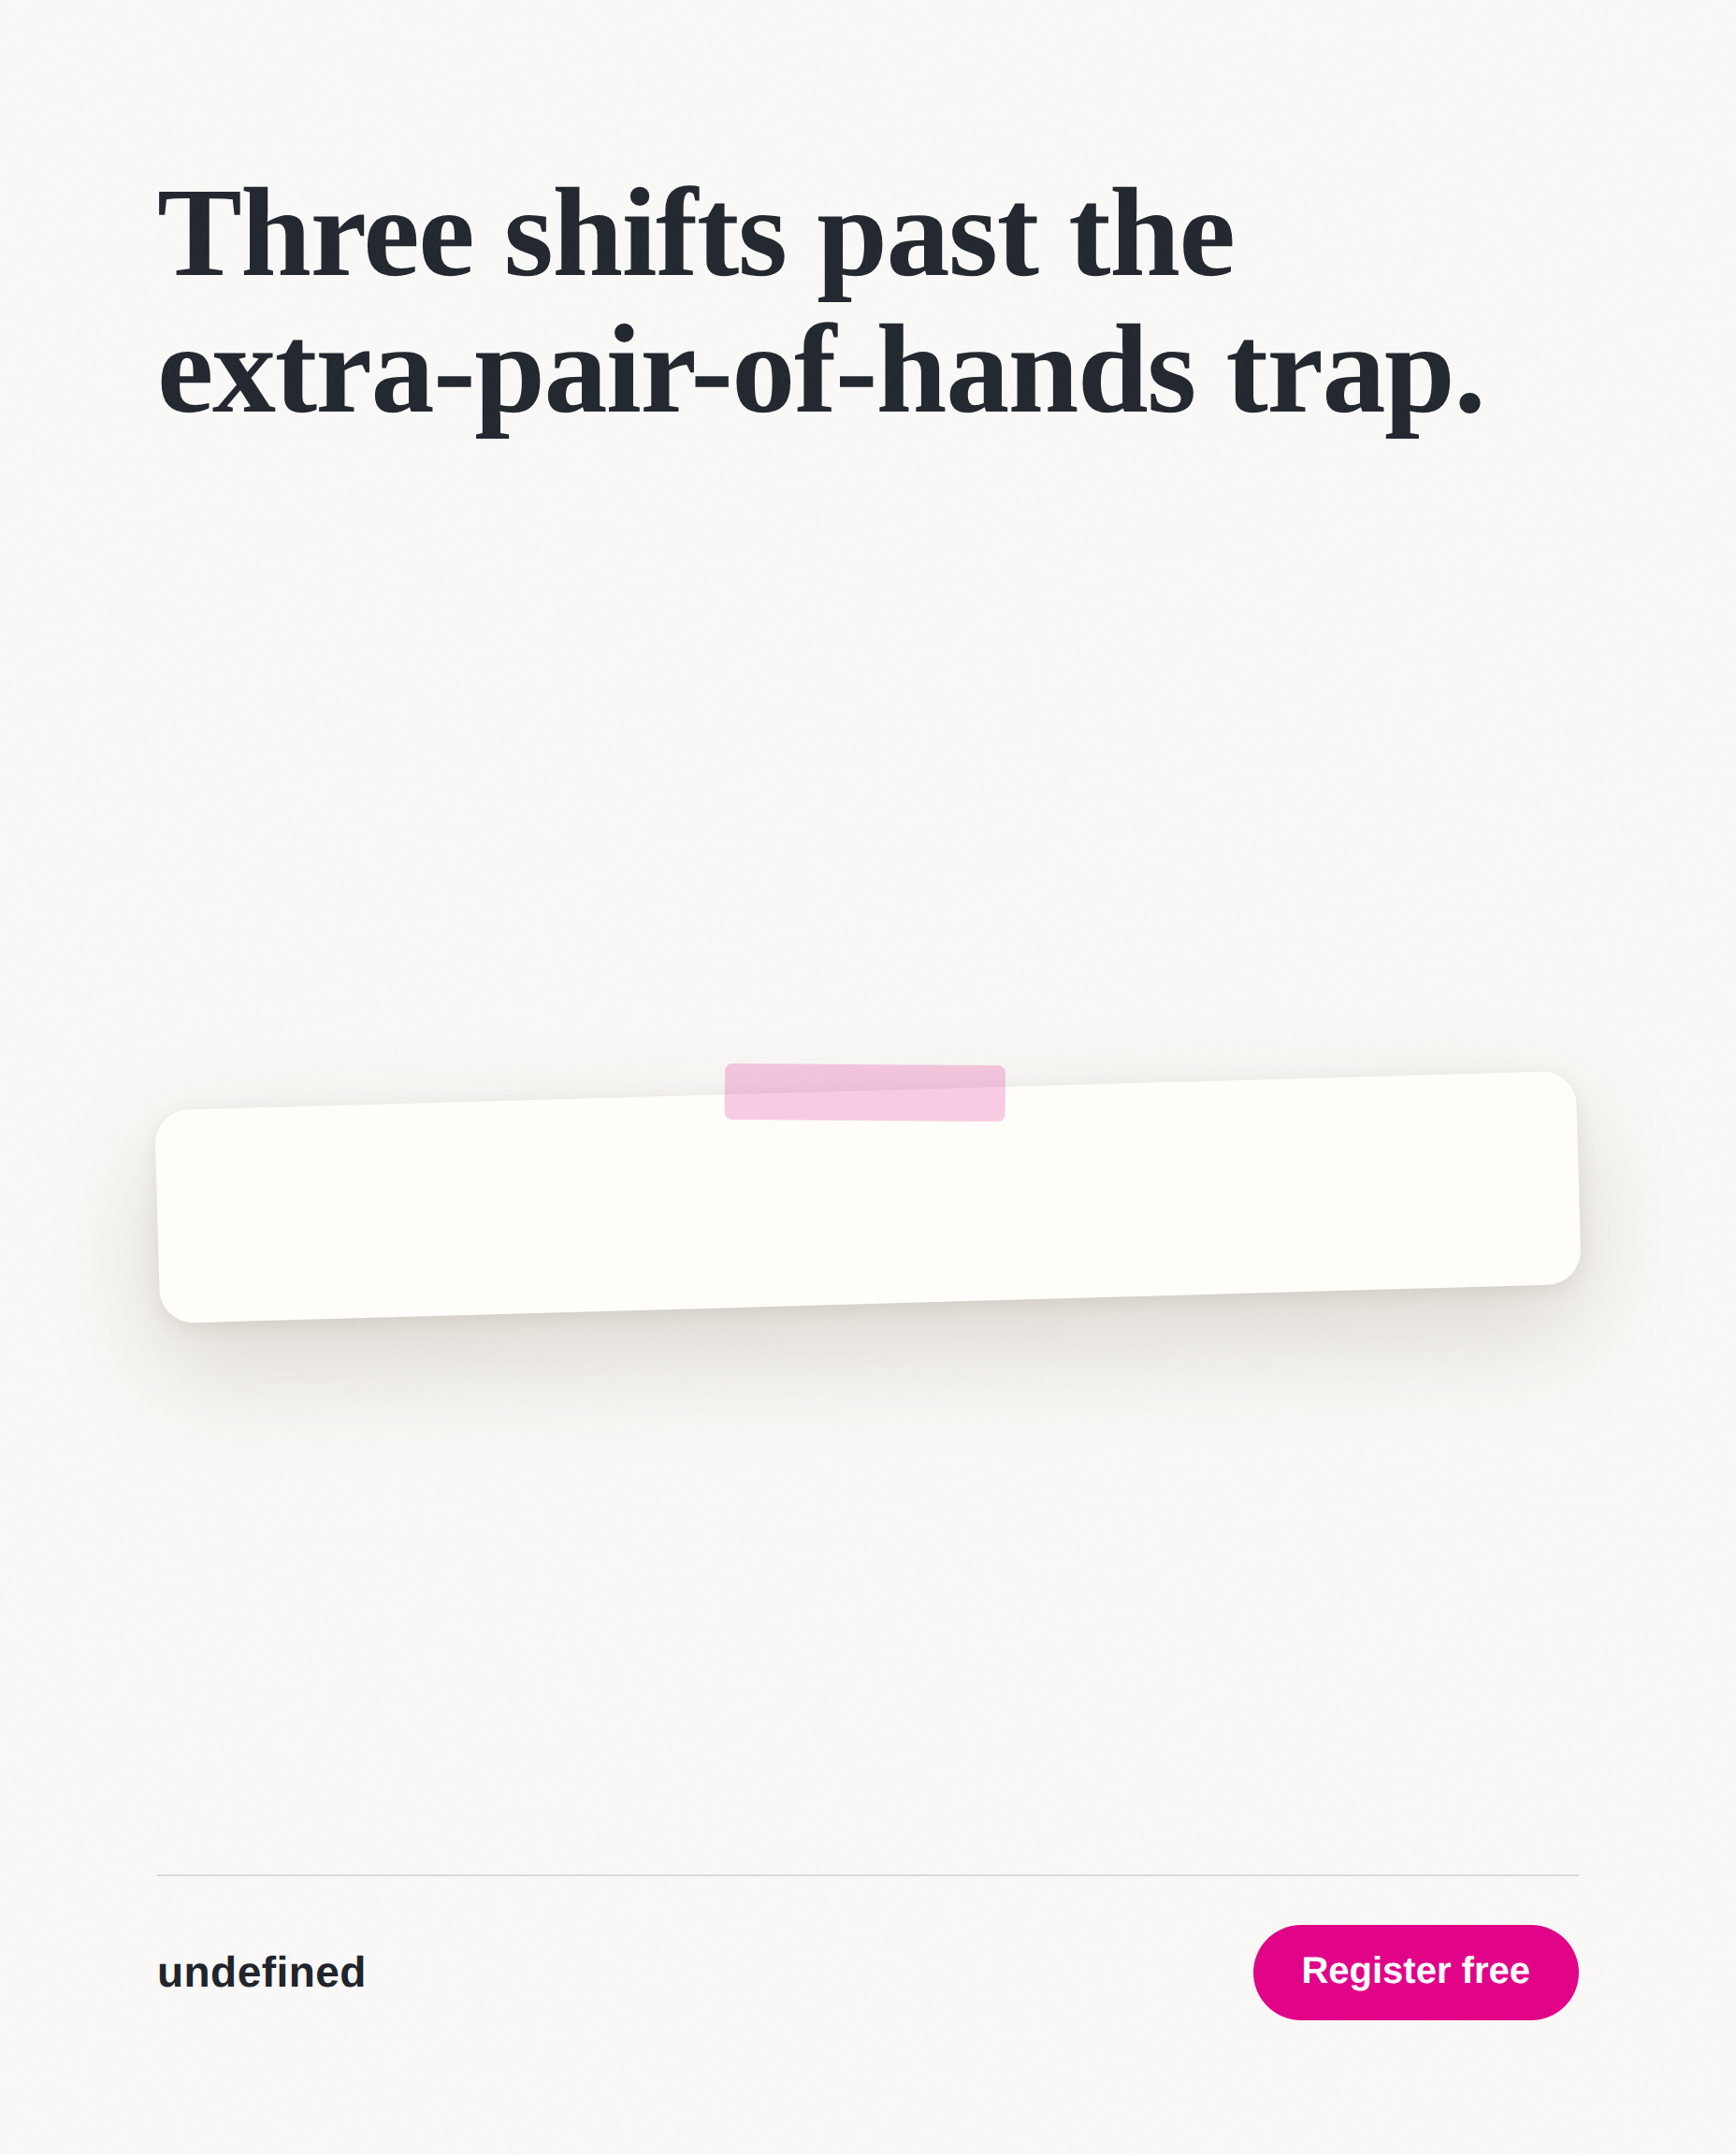 Three shifts past the
extra-pair-of-hands trap.
undefined
Register free